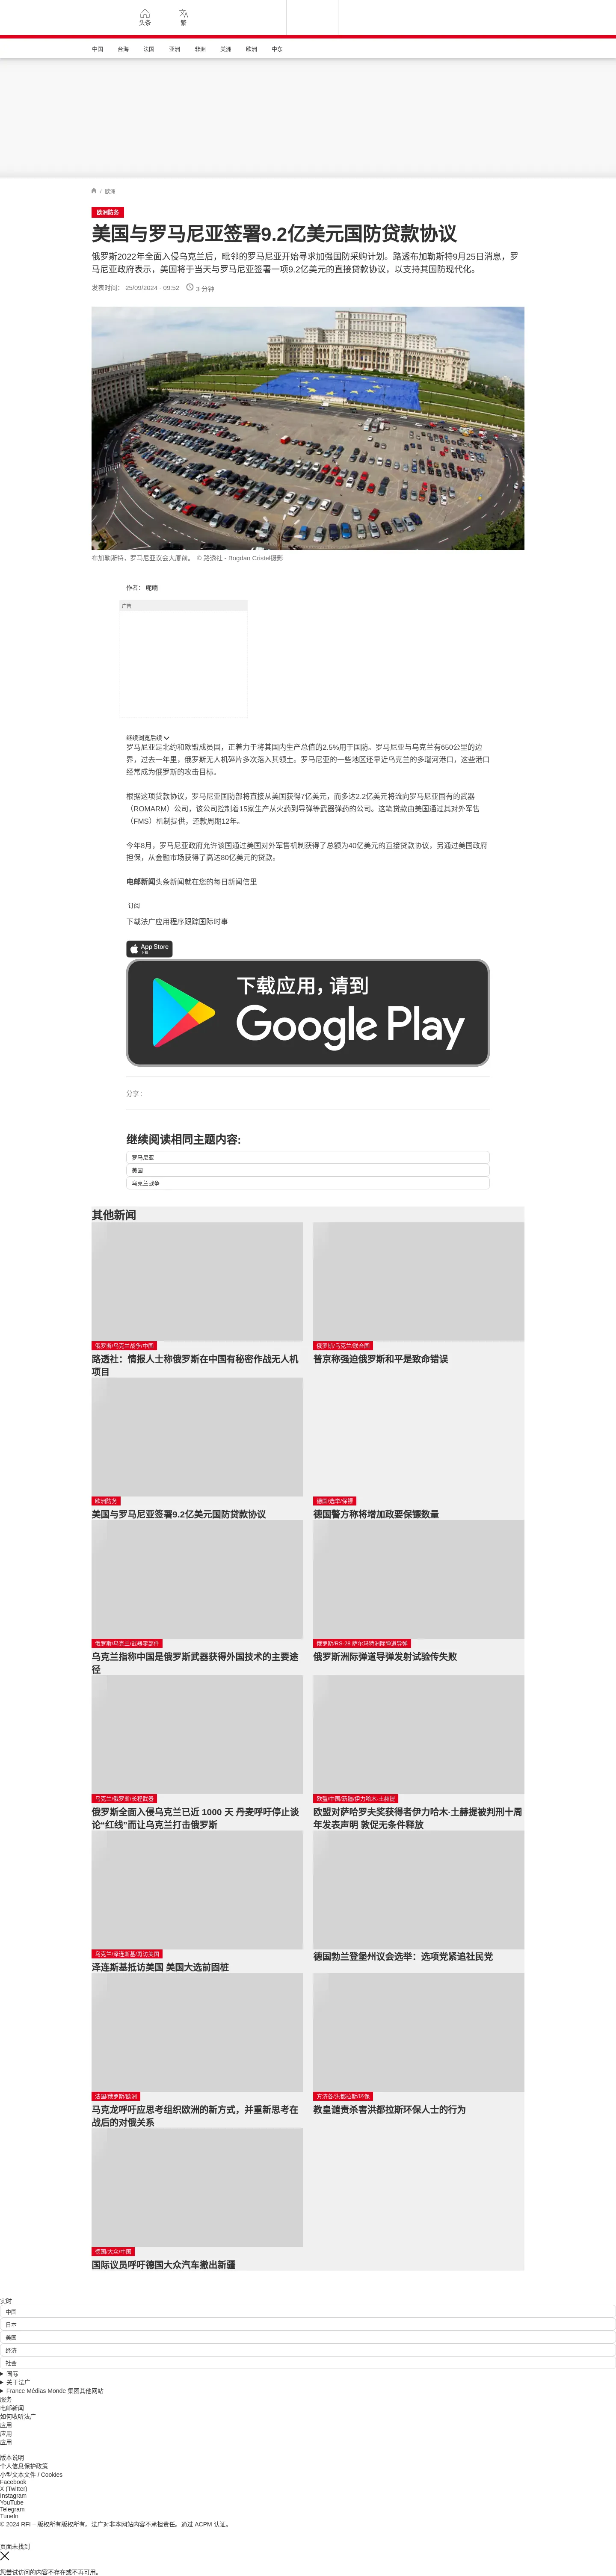 头条
繁
中国 台海 法国 亚洲 非洲 美洲 欧洲 中东
/ 欧洲
欧洲防务
美国与罗马尼亚签署9.2亿美元国防贷款协议
俄罗斯2022年全面入侵乌克兰后，毗邻的罗马尼亚开始寻求加强国防采购计划。路透布加勒斯特9月25日消息，罗
马尼亚政府表示，美国将于当天与罗马尼亚签署一项9.2亿美元的直接贷款协议，以支持其国防现代化。
发表时间： 25/09/2024 - 09:52 3 分钟
布加勒斯特，罗马尼亚议会大厦前。 © 路透社 - Bogdan Cristel摄影
作者： 呢喃
广告
继续浏览后续
罗马尼亚是北约和欧盟成员国，正着力于将其国内生产总值的2.5%用于国防。罗马尼亚与乌克兰有650公里的边
界，过去一年里，俄罗斯无人机碎片多次落入其领土。罗马尼亚的一些地区还靠近乌克兰的多瑙河港口，这些港口
经常成为俄罗斯的攻击目标。
根据这项贷款协议，罗马尼亚国防部将直接从美国获得7亿美元，而多达2.2亿美元将流向罗马尼亚国有的武器
（ROMARM）公司，该公司控制着15家生产从火药到导弹等武器弹药的公司。这笔贷款由美国通过其对外军售
（FMS）机制提供，还款周期12年。
今年8月，罗马尼亚政府允许该国通过美国对外军售机制获得了总额为40亿美元的直接贷款协议，另通过美国政府
担保，从金融市场获得了高达80亿美元的贷款。
电邮新闻头条新闻就在您的每日新闻信里
订阅
下载法广应用程序跟踪国际时事
App Store
下载
下载应用，请到
Google Play
分享 :
继续阅读相同主题内容:
罗马尼亚
美国
乌克兰战争
其他新闻
俄罗斯/乌克兰战争/中国
路透社：情报人士称俄罗斯在中国有秘密作战无人机
项目
俄罗斯/乌克兰/联合国
普京称强迫俄罗斯和平是致命错误
欧洲防务
美国与罗马尼亚签署9.2亿美元国防贷款协议
德国/选举/保镖
德国警方称将增加政要保镖数量
俄罗斯/乌克兰/武器零部件
乌克兰指称中国是俄罗斯武器获得外国技术的主要途
径
俄罗斯/RS-28 萨尔玛特洲际弹道导弹
俄罗斯洲际弹道导弹发射试验传失败
乌克兰/俄罗斯/长程武器
俄罗斯全面入侵乌克兰已近 1000 天 丹麦呼吁停止谈
论“红线”而让乌克兰打击俄罗斯
欧盟/中国/新疆/伊力哈木 土赫提
欧盟对萨哈罗夫奖获得者伊力哈木·土赫提被判刑十周
年发表声明 敦促无条件释放
乌克兰/泽连斯基/离访美国
泽连斯基抵访美国 美国大选前固桩
德国勃兰登堡州议会选举：选项党紧追社民党
法国/俄罗斯/欧洲
马克龙呼吁应思考组织欧洲的新方式，并重新思考在
战后的对俄关系
方济各/洪都拉斯/环保
教皇谴责杀害洪都拉斯环保人士的行为
德国/大众/中国
国际议员呼吁德国大众汽车撤出新疆
实时
中国
日本
美国
经济
社会
国际
关于法广
France Médias Monde 集团其他网站
服务
电邮新闻
如何收听法广
应用
应用
应用
版本说明
个人信息保护政策
小型文本文件 / Cookies
Facebook
X (Twitter)
Instagram
YouTube
Telegram
TuneIn
© 2024 RFI – 版权所有版权所有。法广对非本网站内容不承担责任。通过 ACPM 认证。
页面未找到
您尝试访问的内容不存在或不再可用。